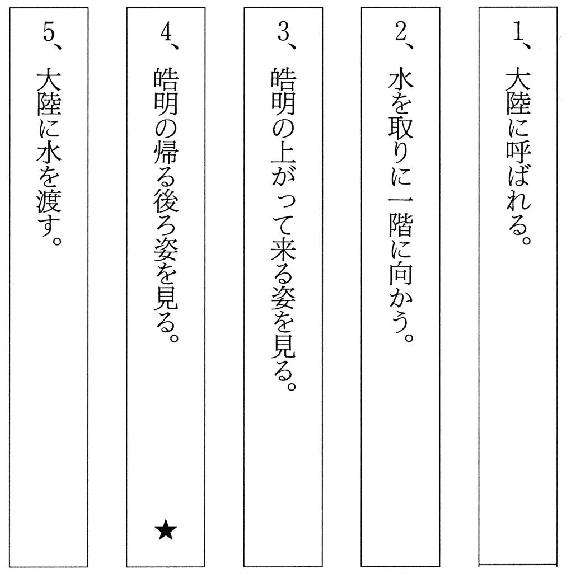 1、大陸に呼ばれる。
2、水を取りに一階に向かう。
3、皓明の上がって来る姿を見る。
4、皓明の帰る後ろ姿を見る。 ★
5、大陸に水を渡す。